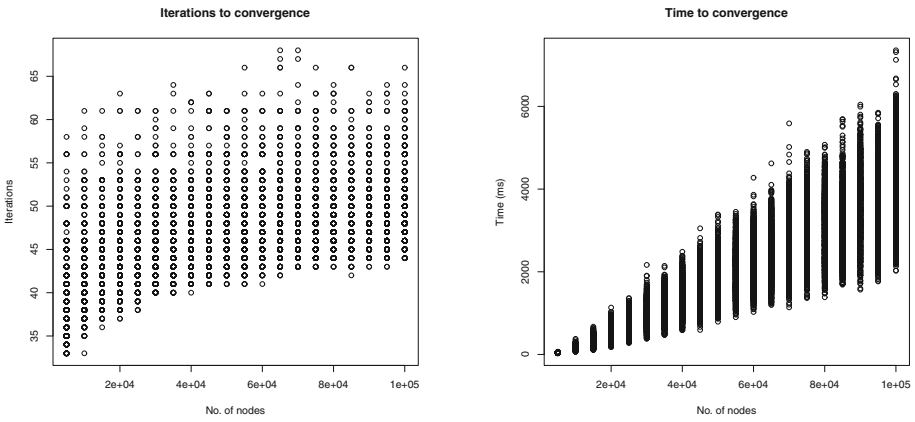 Iterations to convergence
65
60
55
50
45
40
35
Iterations
2e+04
4e+04
6e+04
8e+04
1e+05
No. of nodes
Time to convergence
6000
4000
2000
0
Time (ms)
2e+04
4e+04
6e+04
8e+04
1e+05
No. of nodes